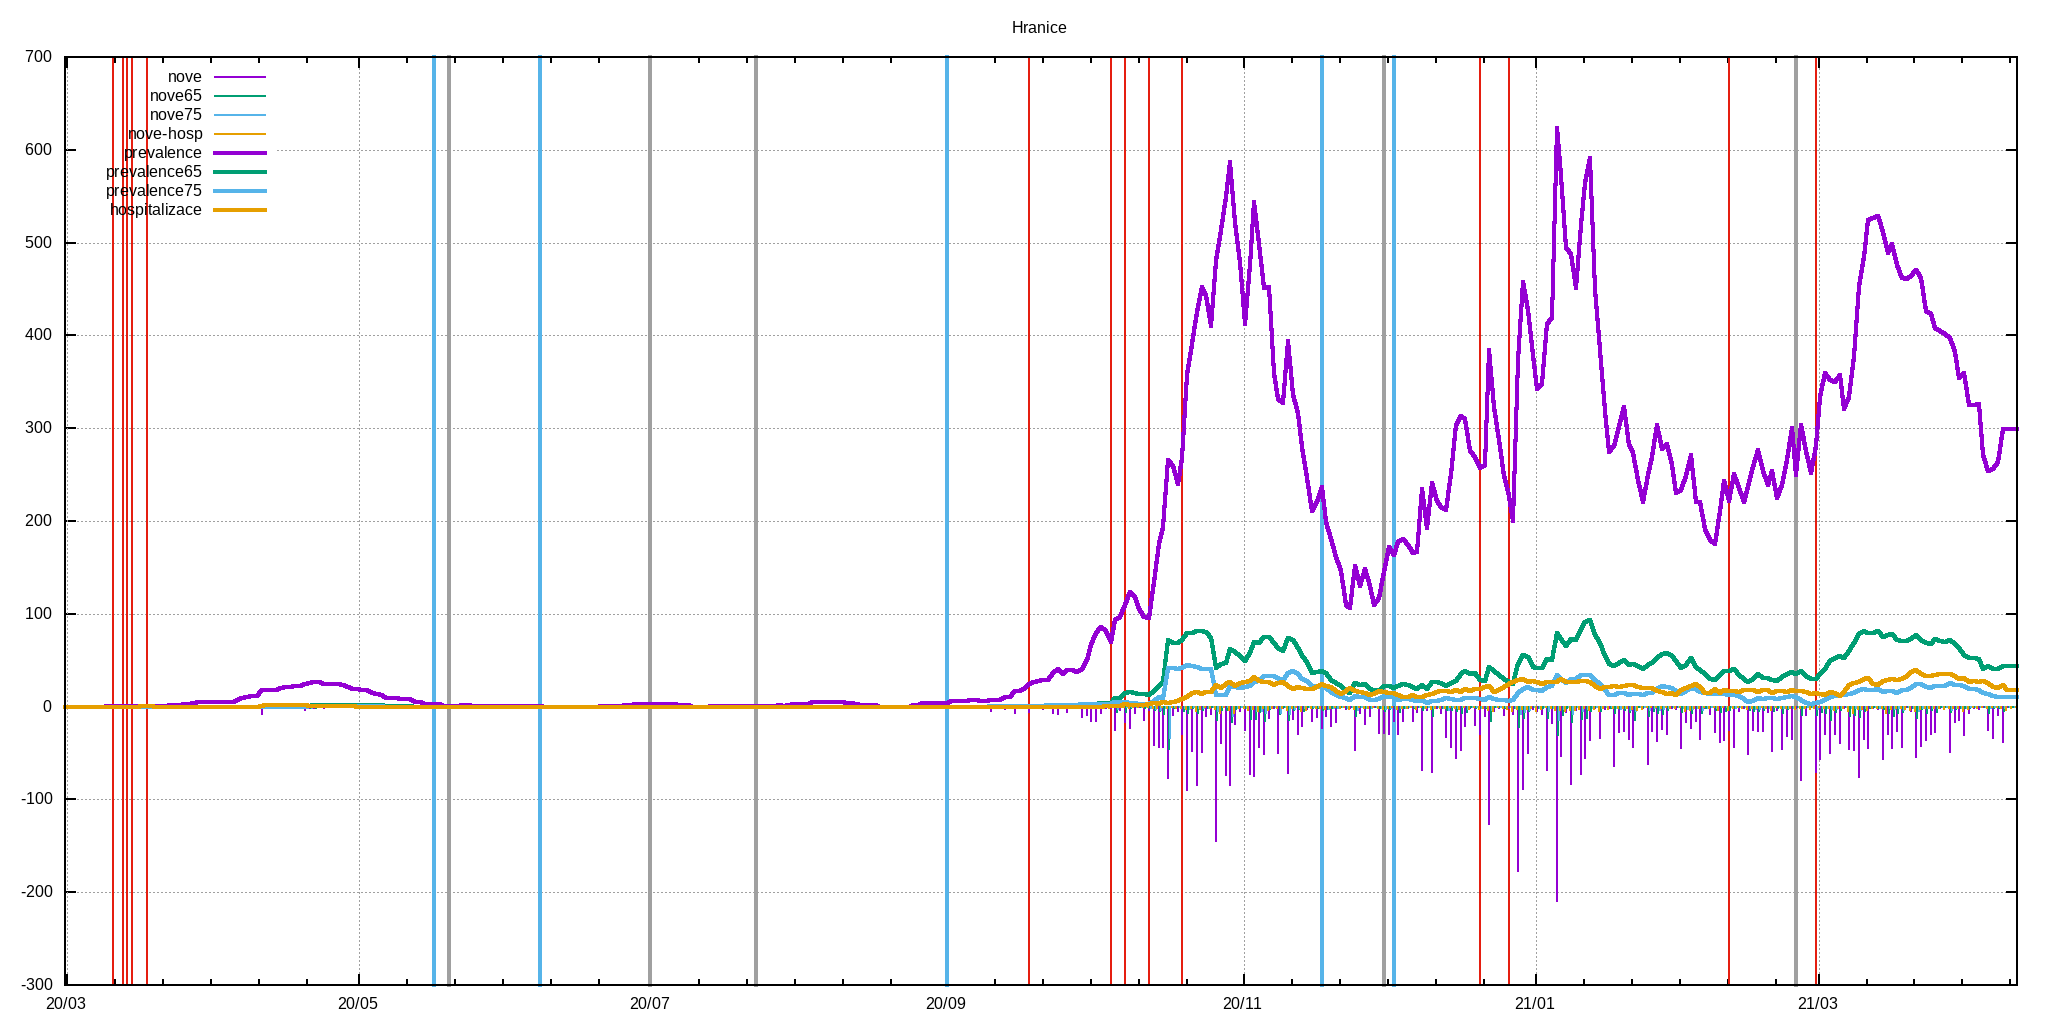 Hranice
700
600
500
400
300
200
100
0
-100
-200
-300
nove
nove65
nove75
nove-hosp
prevalence
prevalence65
prevalence75
hospitalizace
20/03 20/05 20/07 20/09 20/11 21/01 21/03